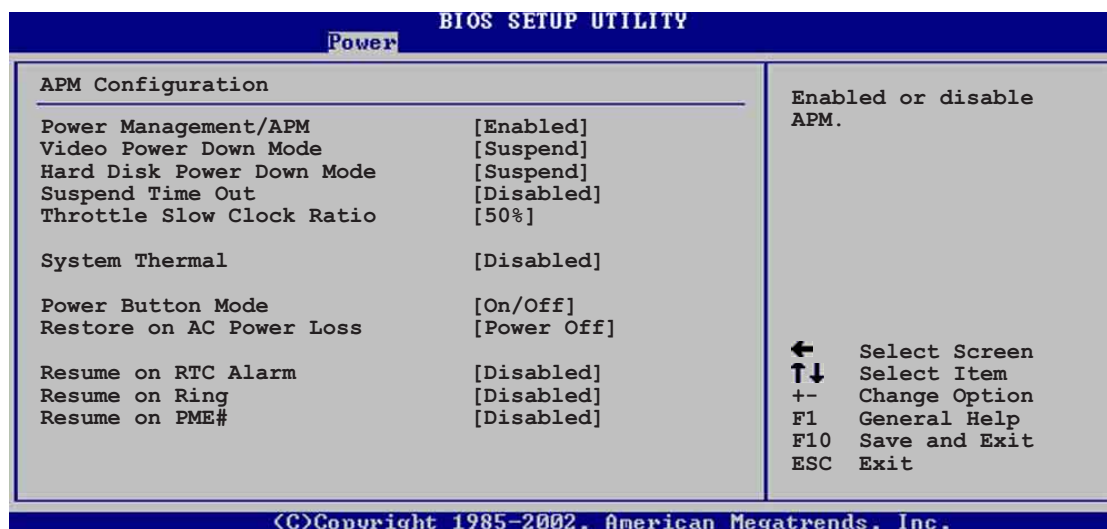 BIOS SETUP UTILITY
Power
APM Configuration
Power Management/APM [Enabled]
Video Power Down Mode [Suspend]
Hard Disk Power Down Mode [Suspend]
Suspend Time Out [Disabled]
Throttle Slow Clock Ratio [50%]
System Thermal [Disabled]
Power Button Mode [On/Off]
Restore on AC Power Loss [Power Off]
Resume on RTC Alarm [Disabled]
Resume on Ring [Disabled]
Resume on PME# [Disabled]
Enabled or disable
APM.
← Select Screen
↑↓ Select Item
+- Change Option
F1 General Help
F10 Save and Exit
ESC Exit
(C)Copyright 1985-2002, American Megatrends, Inc.